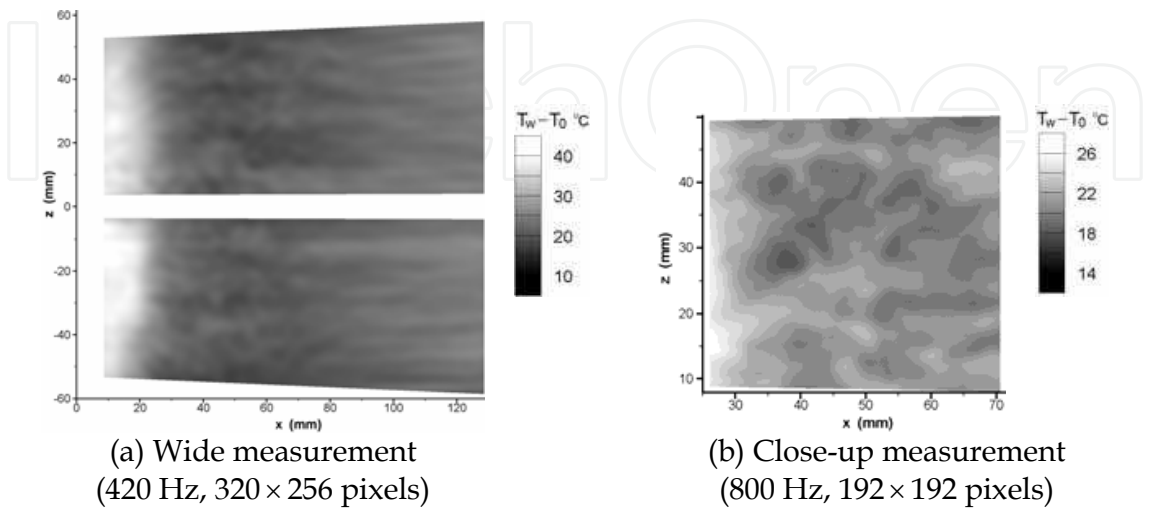 InTechOpen
60
40
20
0
-20
-40
-60
z (mm)
0 20 40 60 80 100 120
x (mm)
Tw−T0 °C
40
30
20
10
40
30
20
10
z (mm)
30 40 50 60 70
x (mm)
Tw−T0 °C
26
22
18
14
(a) Wide measurement
(420 Hz, 320 × 256 pixels)
(b) Close-up measurement
(800 Hz, 192 × 192 pixels)